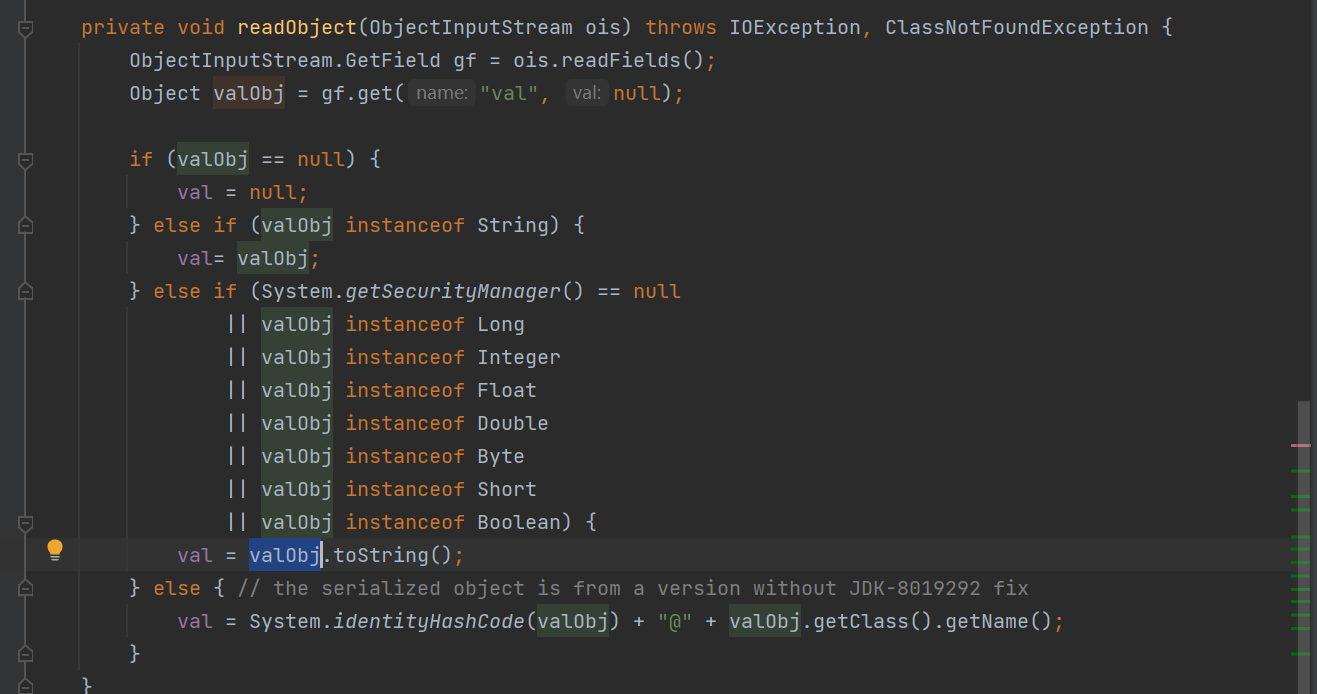 private void readObject(ObjectInputStream ois) throws IOException, ClassNotFoundException {
ObjectInputStream.GetField gf = ois.readFields();
Object valObj = gf.get( name: "val", val: null);
if (valObj == null) {
val = null;
} else if (valObj instanceof String) {
val= valObj;
} else if (System.getSecurityManager() == null
|| valObj instanceof Long
|| valObj instanceof Integer
|| valObj instanceof Float
|| valObj instanceof Double
|| valObj instanceof Byte
|| valObj instanceof Short
|| valObj instanceof Boolean) {
val = valObj.toString();
} else { // the serialized object is from a version without JDK-8019292 fix
val = System.identityHashCode(valObj) + "@" + valObj.getClass().getName();
}
}